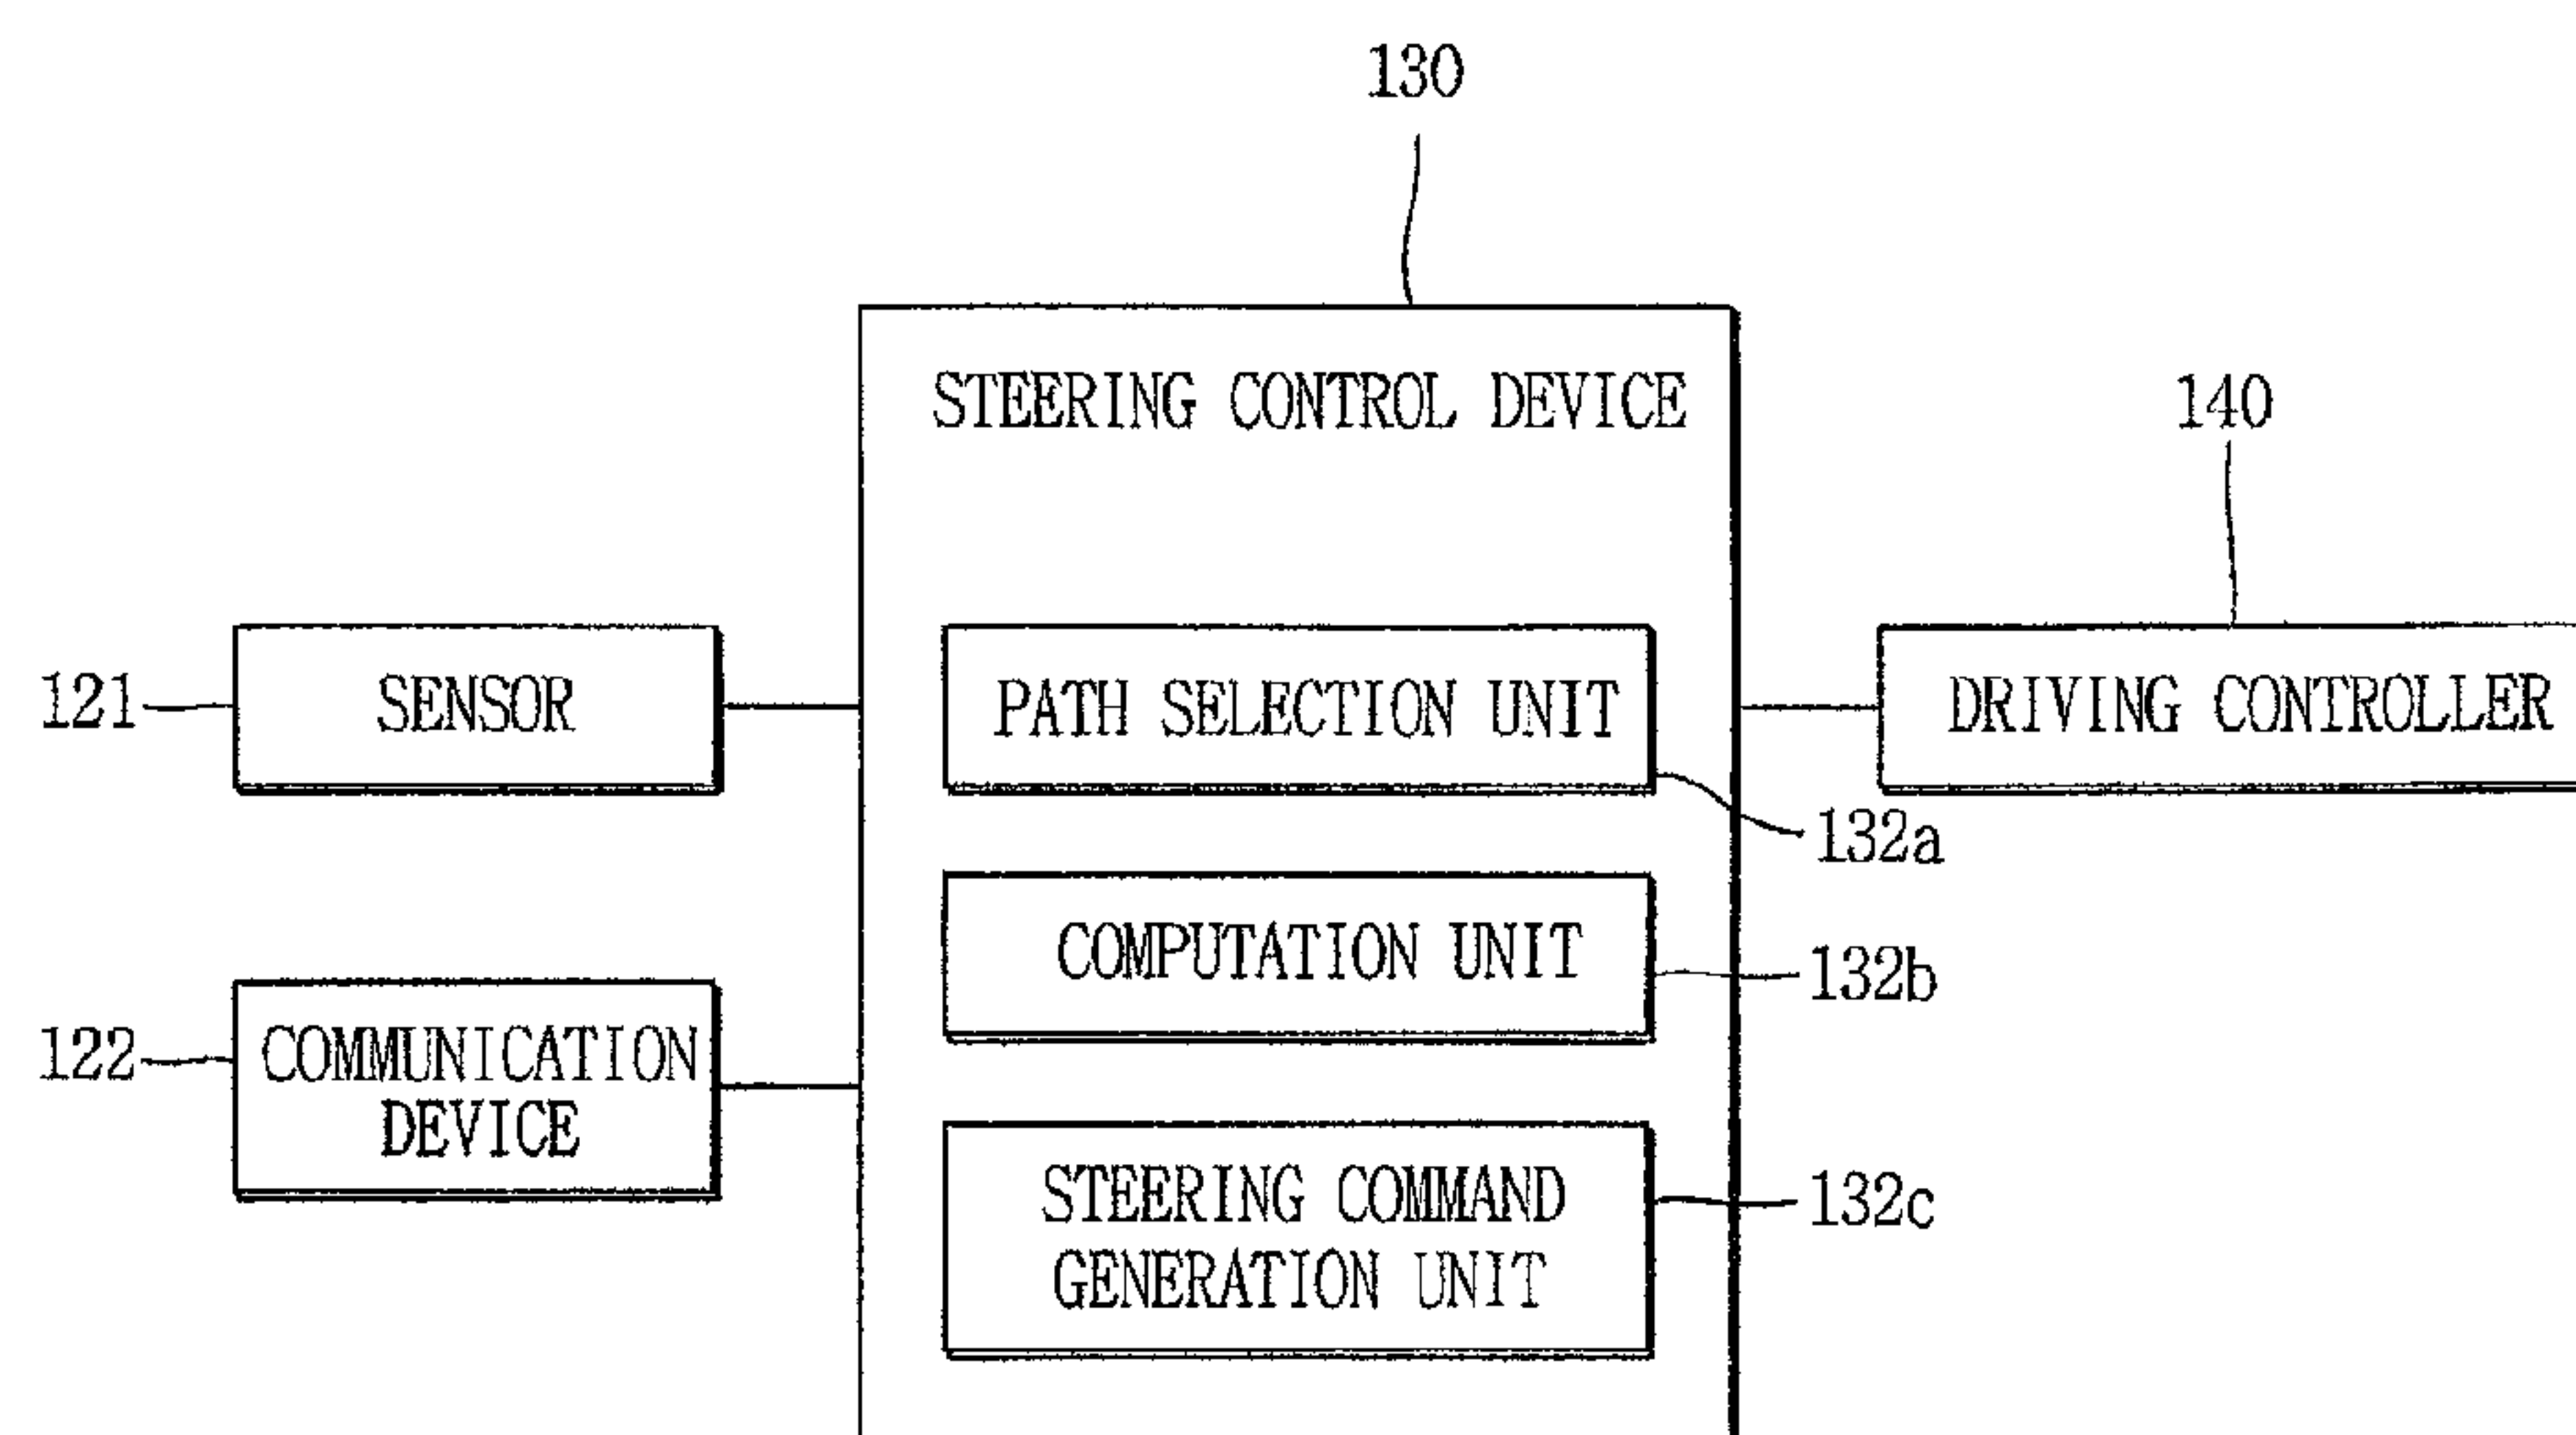 130
STEERING CONTROL DEVICE
140
121
SENSOR
PATH SELECTION UNIT
DRIVING CONTROLLER
132a
COMPUTATION UNIT
132b
122
COMMUNICATION
DEVICE
STEERING COMMAND
GENERATION UNIT
132c